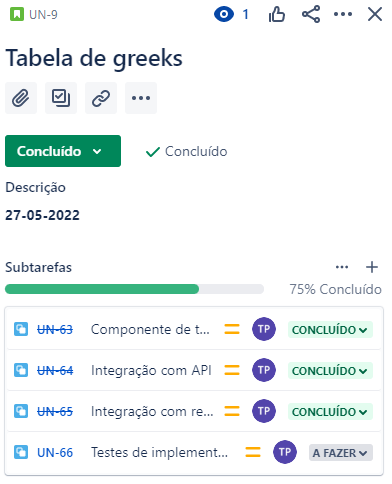 UN-9
1
Tabela de greeks
Concluído
Concluído
Descrição
27-05-2022
Subtarefas
75% Concluído
UN-63 Componente de t... TP CONCLUÍDO
UN-64 Integração com API TP CONCLUÍDO
UN-65 Integração com re... TP CONCLUÍDO
UN-66 Testes de implement... TP A FAZER